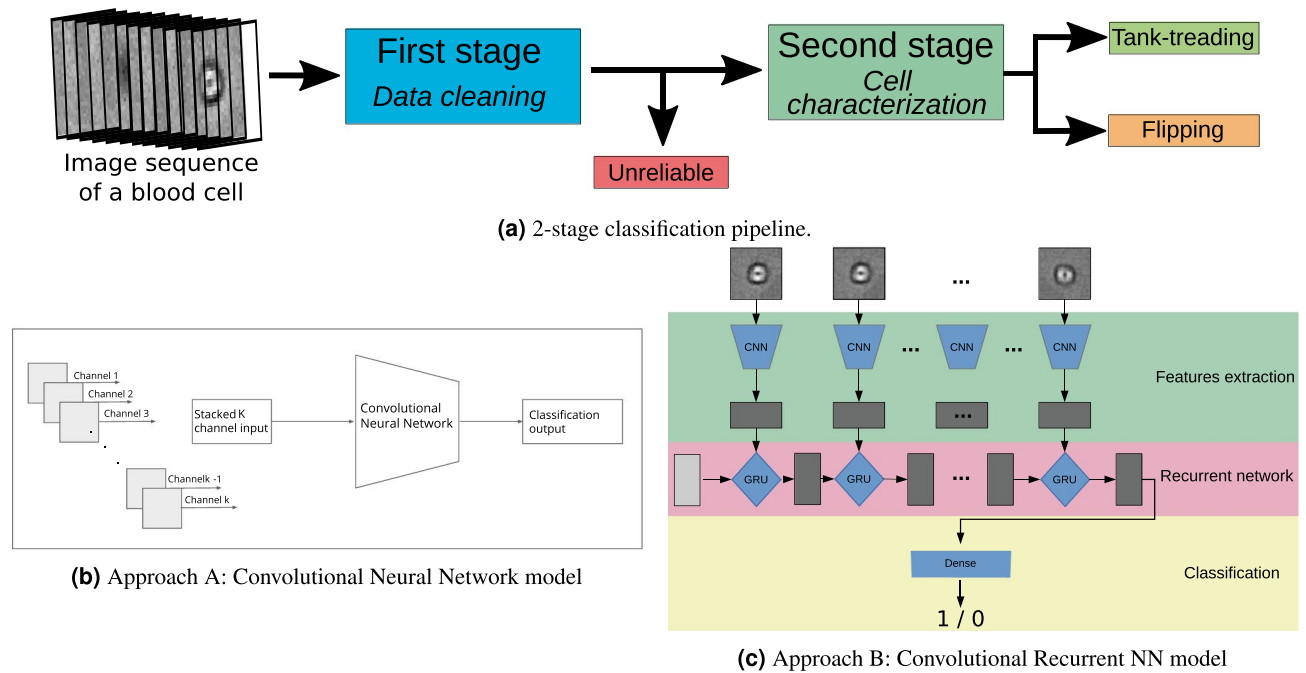 First stage
Data cleaning
Second stage
Cell
characterization
Tank-treading
Flipping
Unreliable
Image sequence
of a blood cell
(a) 2-stage classification pipeline.
Channel 1
Channel 2
Channel 3
Stacked K
channel input
Convolutional
Neural Network
Classification
output
Channelk -1
Channel k
(b) Approach A: Convolutional Neural Network model
...
CNN
CNN
...
CNN
...
CNN
Features extraction
...
GRU
GRU
...
GRU
Recurrent network
Dense
Classification
1 / 0
(c) Approach B: Convolutional Recurrent NN model